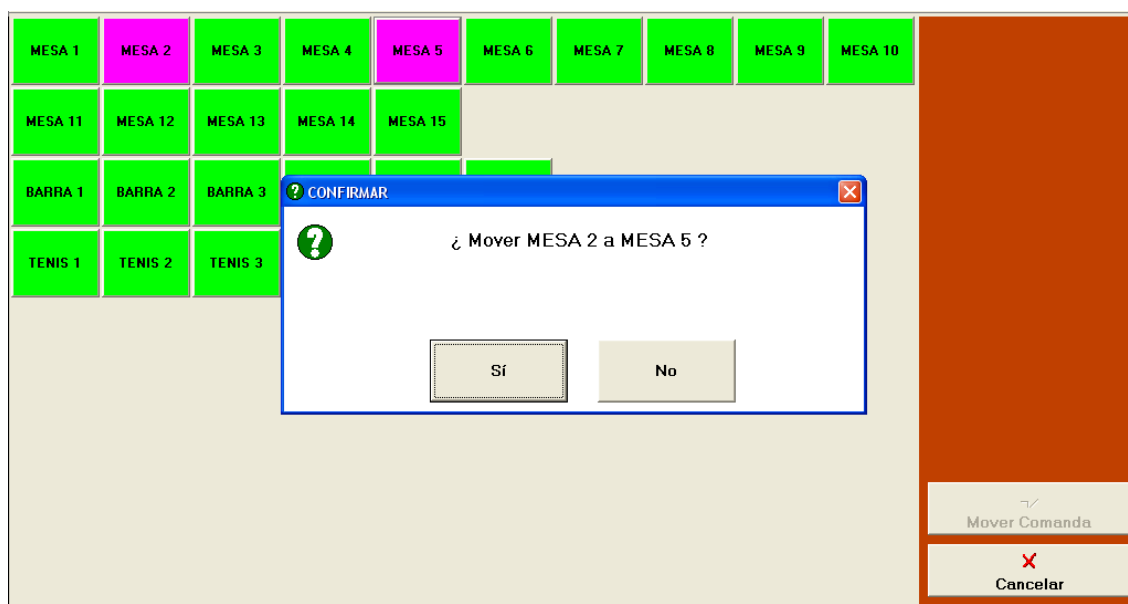 MESA 1 MESA 2 MESA 3 MESA 4 MESA 5 MESA 6 MESA 7 MESA 8 MESA 9 MESA 10
MESA 11 MESA 12 MESA 13 MESA 14 MESA 15
BARRA 1 BARRA 2 BARRA 3
CONFIRMAR
¿ Mover MESA 2 a MESA 5 ?
TENIS 1 TENIS 2 TENIS 3
Sí No
Mover Comanda
Cancelar